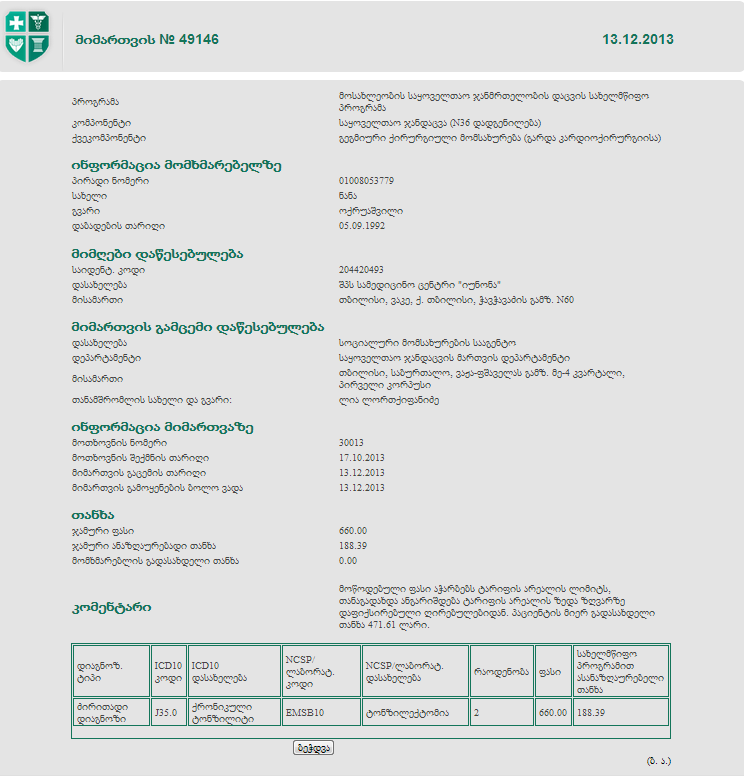 მიმართვის № 49146 13.12.2013
პროგრამა მოსახლეობის საყოველთაო ჯანმრთელობის დაცვის სახელმწიფო
პროგრამა
კომპონენტი საყოველთაო ჯანდაცვა (N36 დადგენილება)
ქვეკომპონენტი გეგმიური ქირურგიული მომსახურება (გარდა კარდიოქირურგიისა)
ინფორმაცია მომხმარებელზე
პირადი ნომერი 01008053779
სახელი ნანა
გვარი ოქრუაშვილი
დაბადების თარიღი 05.09.1992
მიმღები დაწესებულება
საიდენტ. კოდი 204420493
დასახელება შპს სამედიცინო ცენტრი "იუნონა"
მისამართი თბილისი, ვაკე, ქ. თბილისი, ჭავჭავაძის გამზ. N60
მიმართვის გამცემი დაწესებულება
დასახელება სოციალური მომსახურების სააგენტო
დეპარტამენტი საყოველთაო ჯანდაცვის მართვის დეპარტამენტი
მისამართი თბილისი, საბურთალო, ვაჟა-ფშაველას გამზ. მე-4 კვარტალი,
პირველი კორპუსი
თანამშრომლის სახელი და გვარი: ლია ლორთქიფანიძე
ინფორმაცია მიმართვაზე
მოთხოვნის ნომერი 30013
მოთხოვნის შექმნის თარიღი 17.10.2013
მიმართვის გაცემის თარიღი 13.12.2013
მიმართვის გამოყენების ბოლო ვადა 13.12.2013
თანხა
ჯამური ფასი 660.00
ჯამური ანაზღაურებადი თანხა 188.39
მომხმარებლის გადასახდელი თანხა 0.00
კომენტარი მოწოდებული ფასი აჭარბებს ტარიფის არეალის ლიმიტს,
თანაგადახდა ანგარიშდება ტარიფის არეალის ზედა ზღვარზე
დაფიქსირებული ღირებულებიდან. პაციენტის მიერ გადასახდელი
თანხა 471.61 ლარი.
დიაგნოზ. ტიპი ICD10 კოდი ICD10 დასახელება NCSP/ლაბორატ. კოდი NCSP/ლაბორატ. დასახელება რაოდენობა ფასი სახელმწიფო პროგრამით ასანაზღაურებელი თანხა
ძირითადი დიაგნოზი J35.0 ქრონიკული ტონზილიტი EMSB10 ტონზილექტომია 2 660.00 188.39
ბეჭდვა
(ბ. ა.)